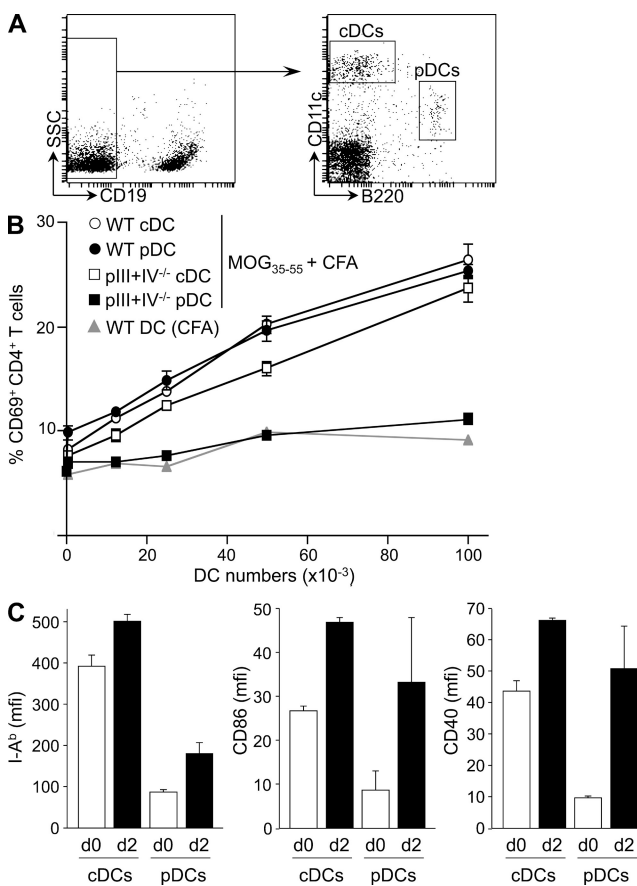 A
SSC
CD19
cDCs
pDCs
CD11c
B220
B
30
20
10
% CD69⁺ CD4⁺ T cells
WT cDC
WT pDC
pIII+IV⁻/⁻ cDC
pIII+IV⁻/⁻ pDC
WT DC (CFA)
MOG₃₅₋₅₅ + CFA
0 20 40 60 80 100
DC numbers (x10⁻³)
C
500
400
300
200
100
0
I-Aᵇ (mfi)
d0 d2 d0 d2
cDCs pDCs
50
40
30
20
10
0
CD86 (mfi)
d0 d2 d0 d2
cDCs pDCs
70
60
50
40
30
20
10
0
CD40 (mfi)
d0 d2 d0 d2
cDCs pDCs